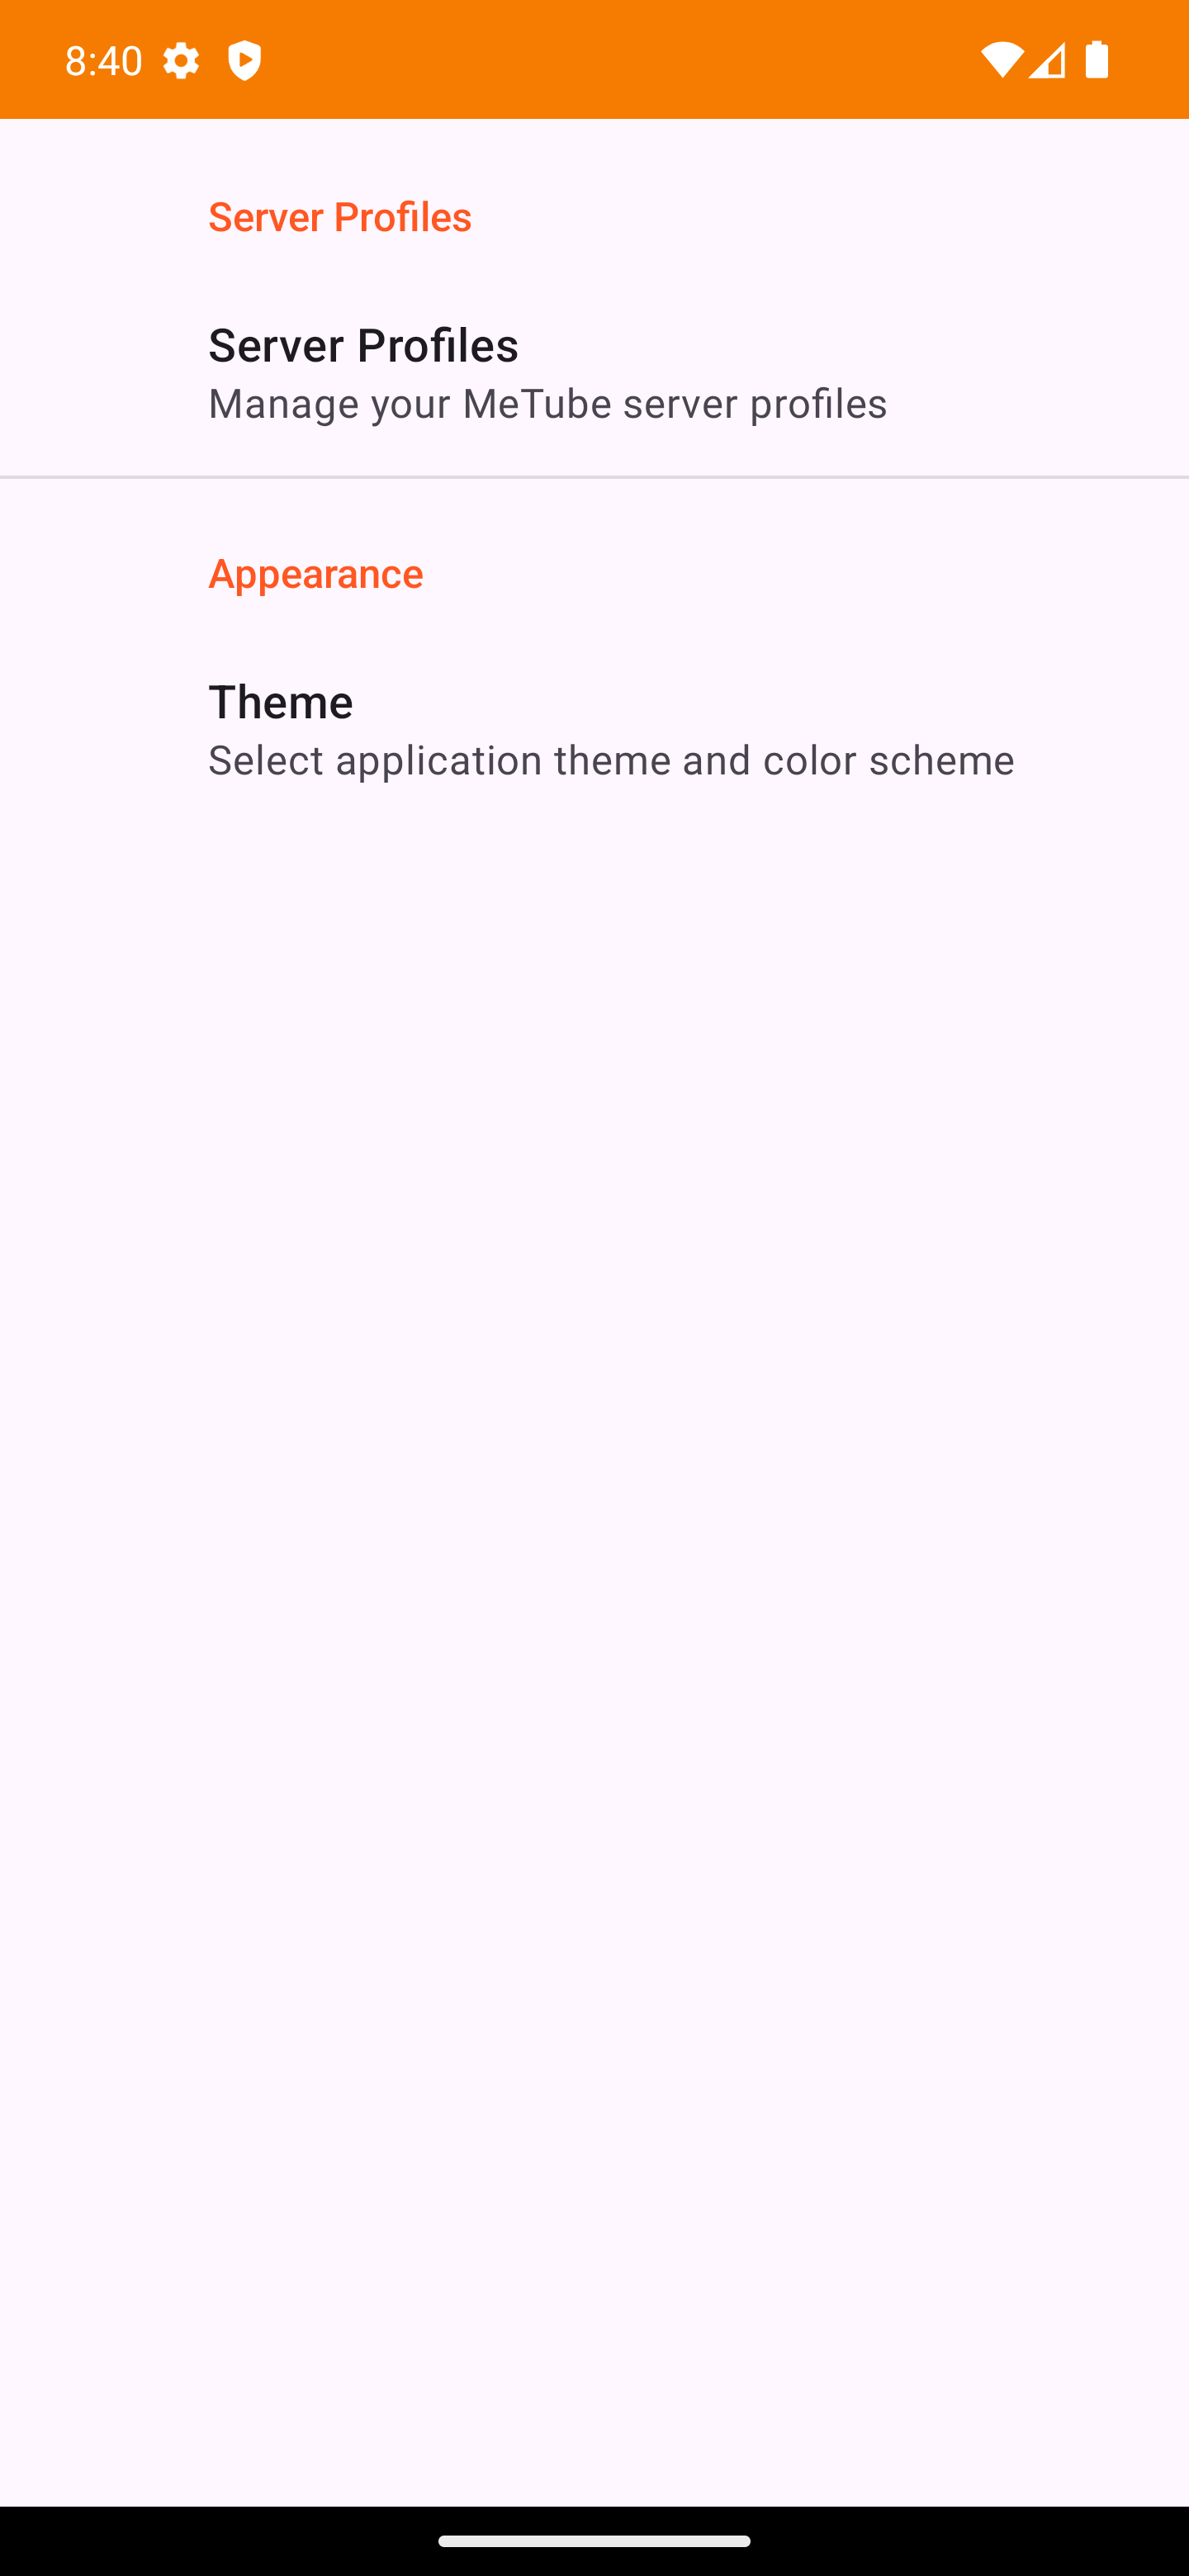 8:40
Server Profiles
Server Profiles
Manage your MeTube server profiles
Appearance
Theme
Select application theme and color scheme